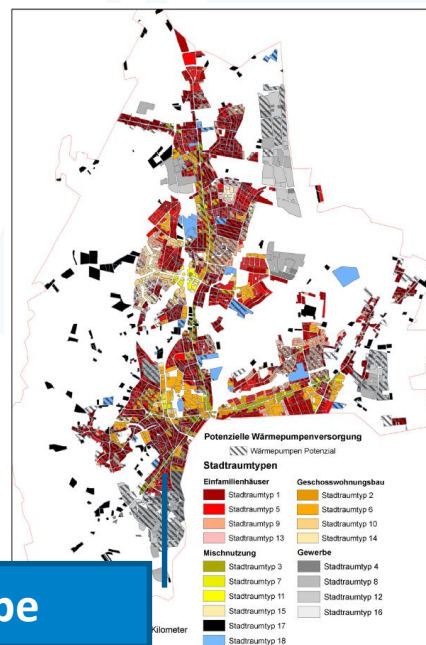 Potenzielle Wärmepumpenversorgung
Wärmepumpen Potenzial
Stadtraumtypen
Einfamilienhäuser
Stadtraumtyp 1
Stadtraumtyp 5
Stadtraumtyp 9
Stadtraumtyp 13
Geschosswohnungsbau
Stadtraumtyp 2
Stadtraumtyp 6
Stadtraumtyp 10
Stadtraumtyp 14
Mischnutzung
Stadtraumtyp 3
Stadtraumtyp 7
Stadtraumtyp 11
Stadtraumtyp 15
Stadtraumtyp 17
Stadtraumtyp 18
Gewerbe
Stadtraumtyp 4
Stadtraumtyp 8
Stadtraumtyp 12
Stadtraumtyp 16
be
Kilometer